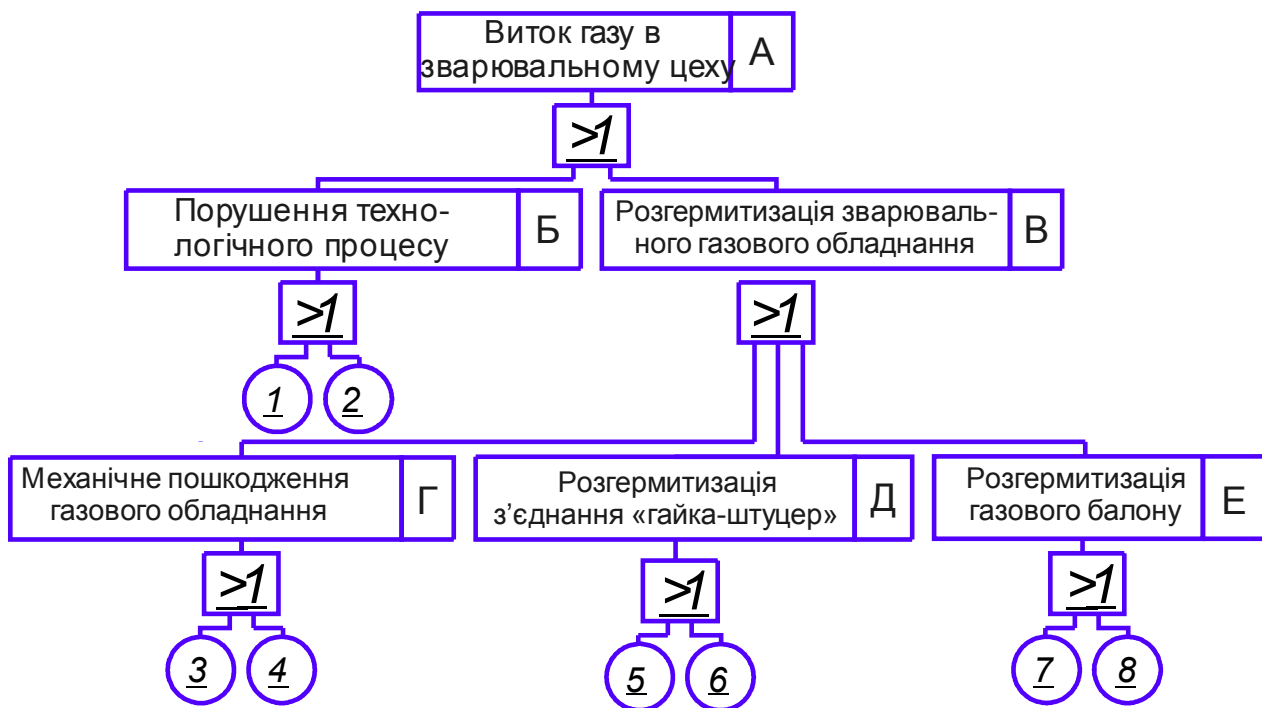 Виток газу в
зварювальному цеху
А
>1
Порушення техно-
логічного процесу
Б
Розгермитизація зварюваль-
ного газового обладнання
В
>1
>1
1
2
Механічне пошкодження
газового обладнання
Г
Розгермитизація
з’єднання «гайка-штуцер»
Д
Розгермитизація
газового балону
Е
>1
>1
>1
3
4
5
6
7
8